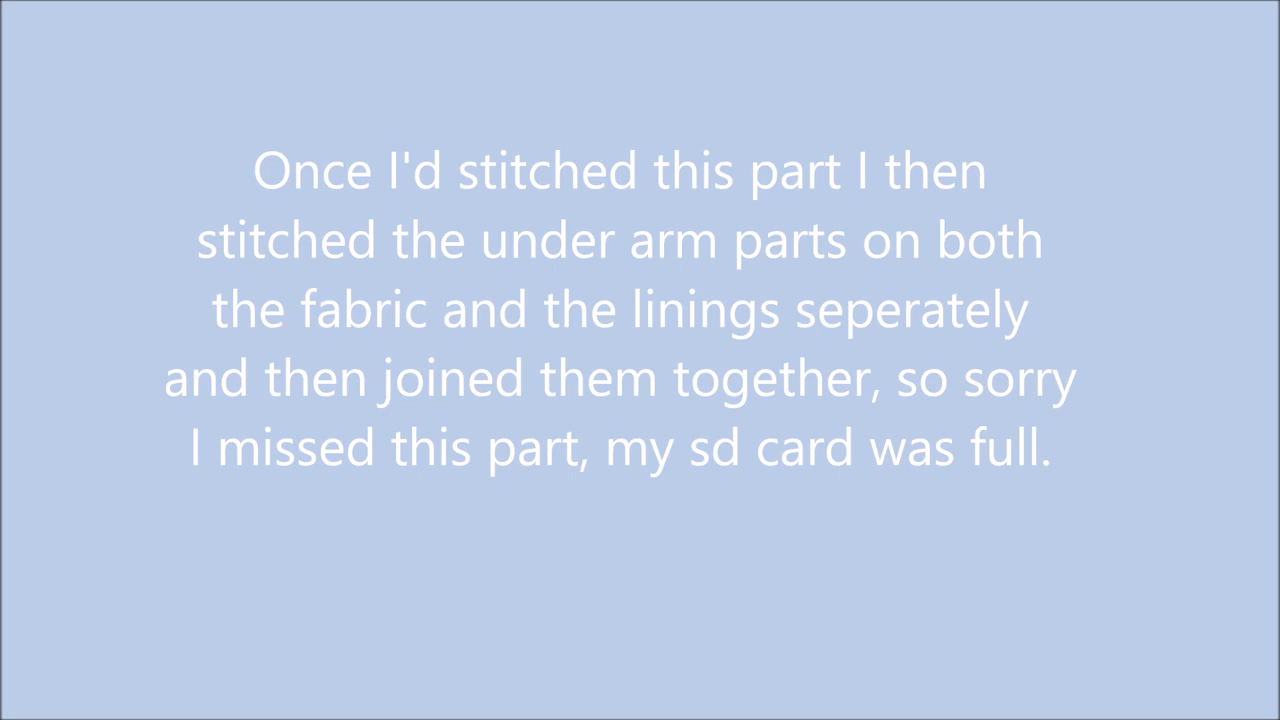 Once I'd stitched this part I then
stitched the under arm parts on both
the fabric and the linings seperately
and then joined them together, so sorry
I missed this part, my sd card was full.